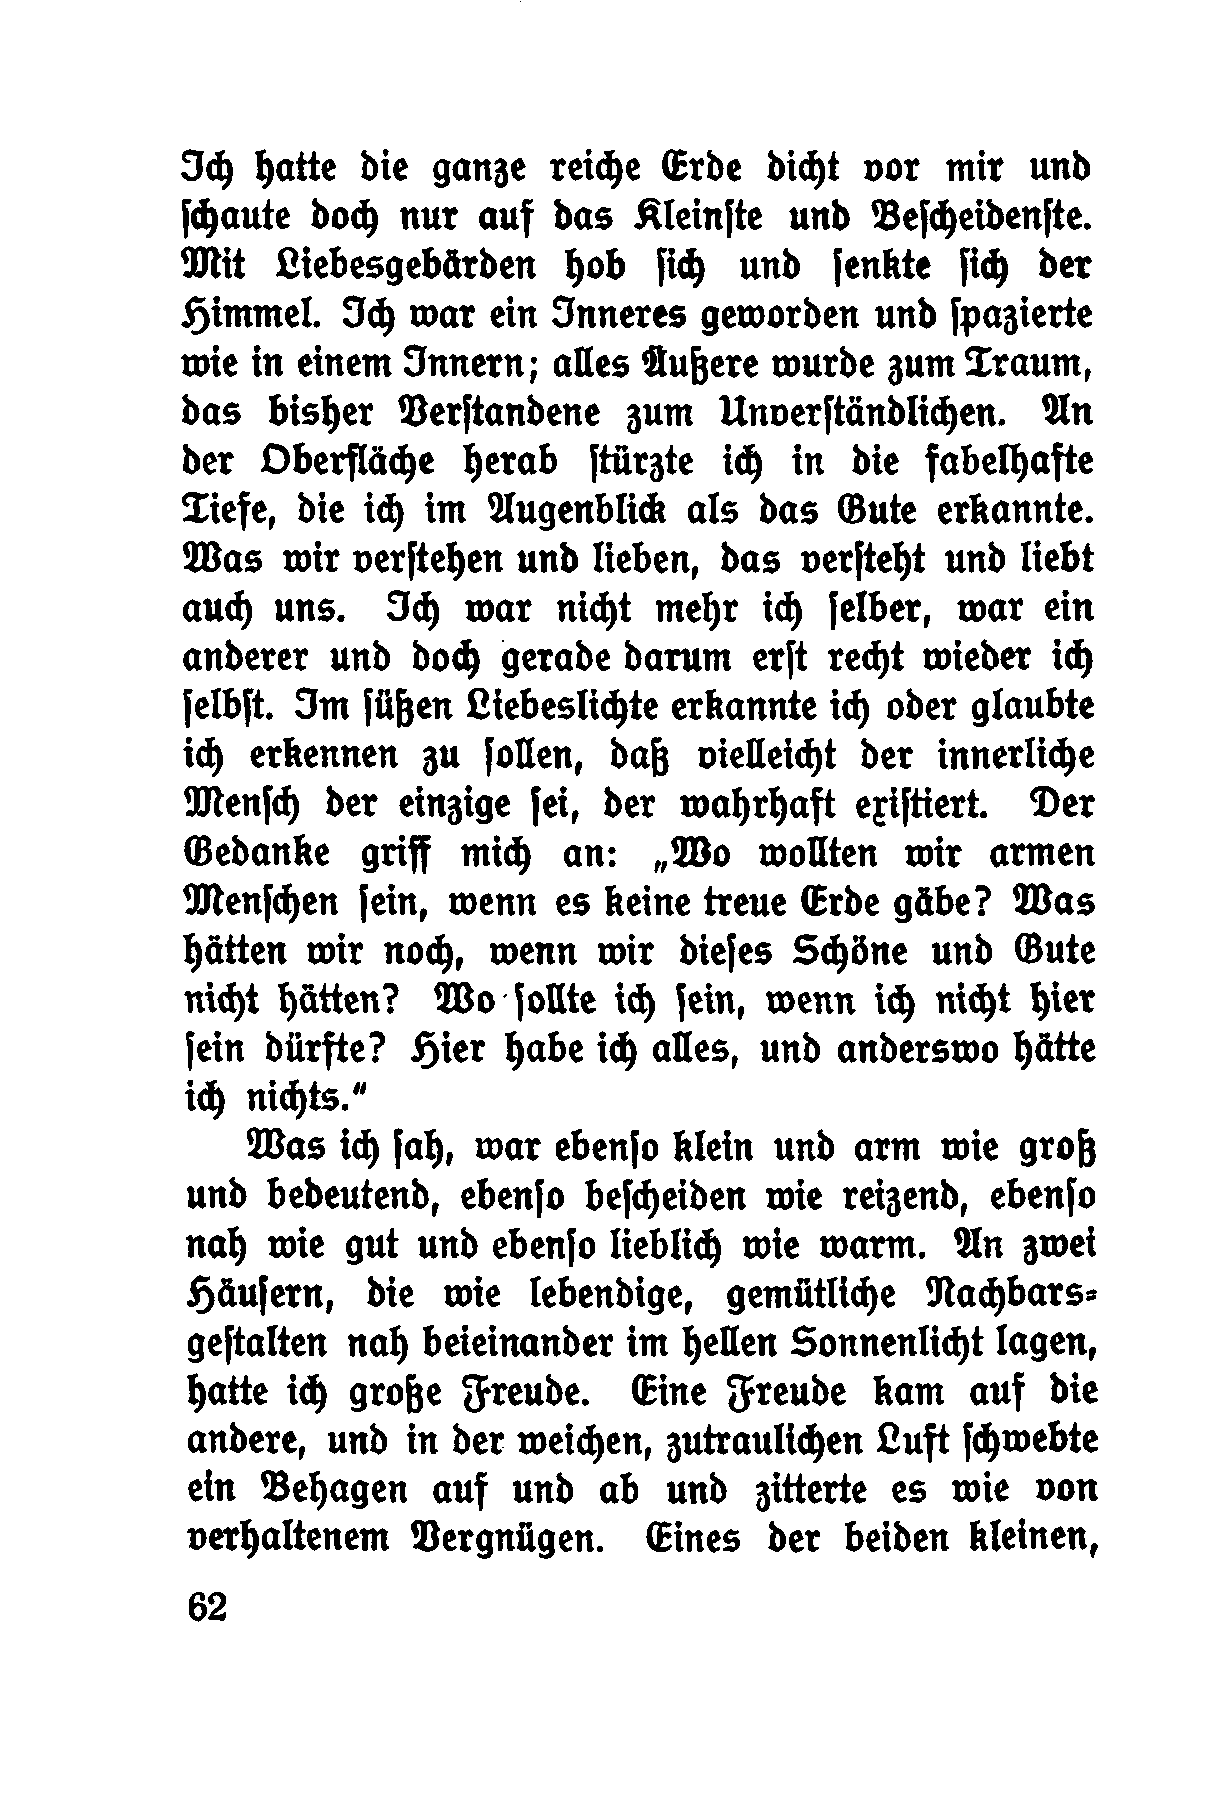 Ich hatte die ganze reiche Erde dicht vor mir und
ſchaute doch nur auf das Kleinſte und Beſcheidenſte.
Mit Liebesgebärden hob ſich und ſenkte ſich der
Himmel. Ich war ein Inneres geworden und ſpazierte
wie in einem Innern; alles Äußere wurde zum Traum,
das bisher Verſtandene zum Unverſtändlichen. An
der Oberfläche herab ſtürzte ich in die fabelhafte
Tiefe, die ich im Augenblick als das Gute erkannte.
Was wir verſtehen und lieben, das verſteht und liebt
auch uns. Ich war nicht mehr ich ſelber, war ein
anderer und doch gerade darum erſt recht wieder ich
ſelbſt. Im ſüßen Liebeslichte erkannte ich oder glaubte
ich erkennen zu ſollen, daß vielleicht der innerliche
Menſch der einzige ſei, der wahrhaft exiſtiert. Der
Gedanke griff mich an: „Wo wollten wir armen
Menſchen ſein, wenn es keine treue Erde gäbe? Was
hätten wir noch, wenn wir dieſes Schöne und Gute
nicht hätten? Wo ſollte ich ſein, wenn ich nicht hier
ſein dürfte? Hier habe ich alles, und anderswo hätte
ich nichts.“
Was ich ſah, war ebenſo klein und arm wie groß
und bedeutend, ebenſo beſcheiden wie reizend, ebenſo
nah wie gut und ebenſo lieblich wie warm. An zwei
Häuſern, die wie lebendige, gemütliche Nachbars-
geſtalten nah beieinander im hellen Sonnenlicht lagen,
hatte ich große Freude. Eine Freude kam auf die
andere, und in der weichen, zutraulichen Luft ſchwebte
ein Behagen auf und ab und zitterte es wie von
verhaltenem Vergnügen. Eines der beiden kleinen,
62